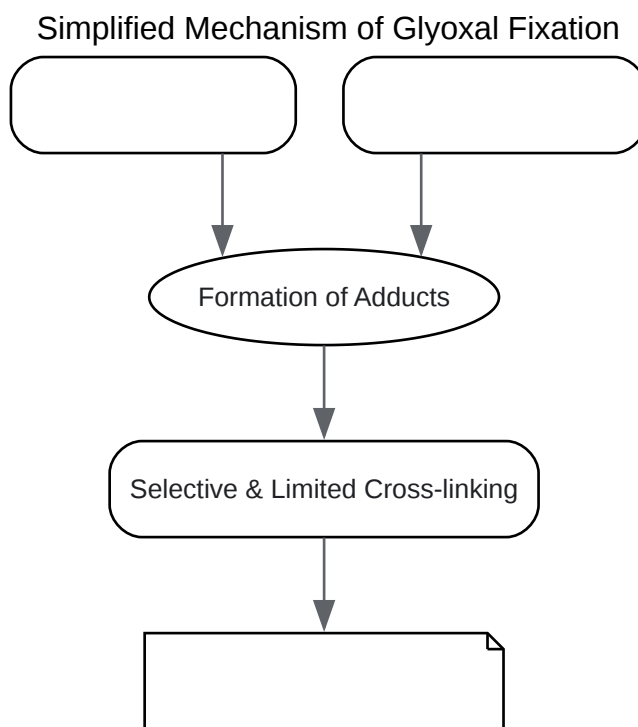 Simplified Mechanism of Glyoxal Fixation
Formation of Adducts
Selective & Limited Cross-linking